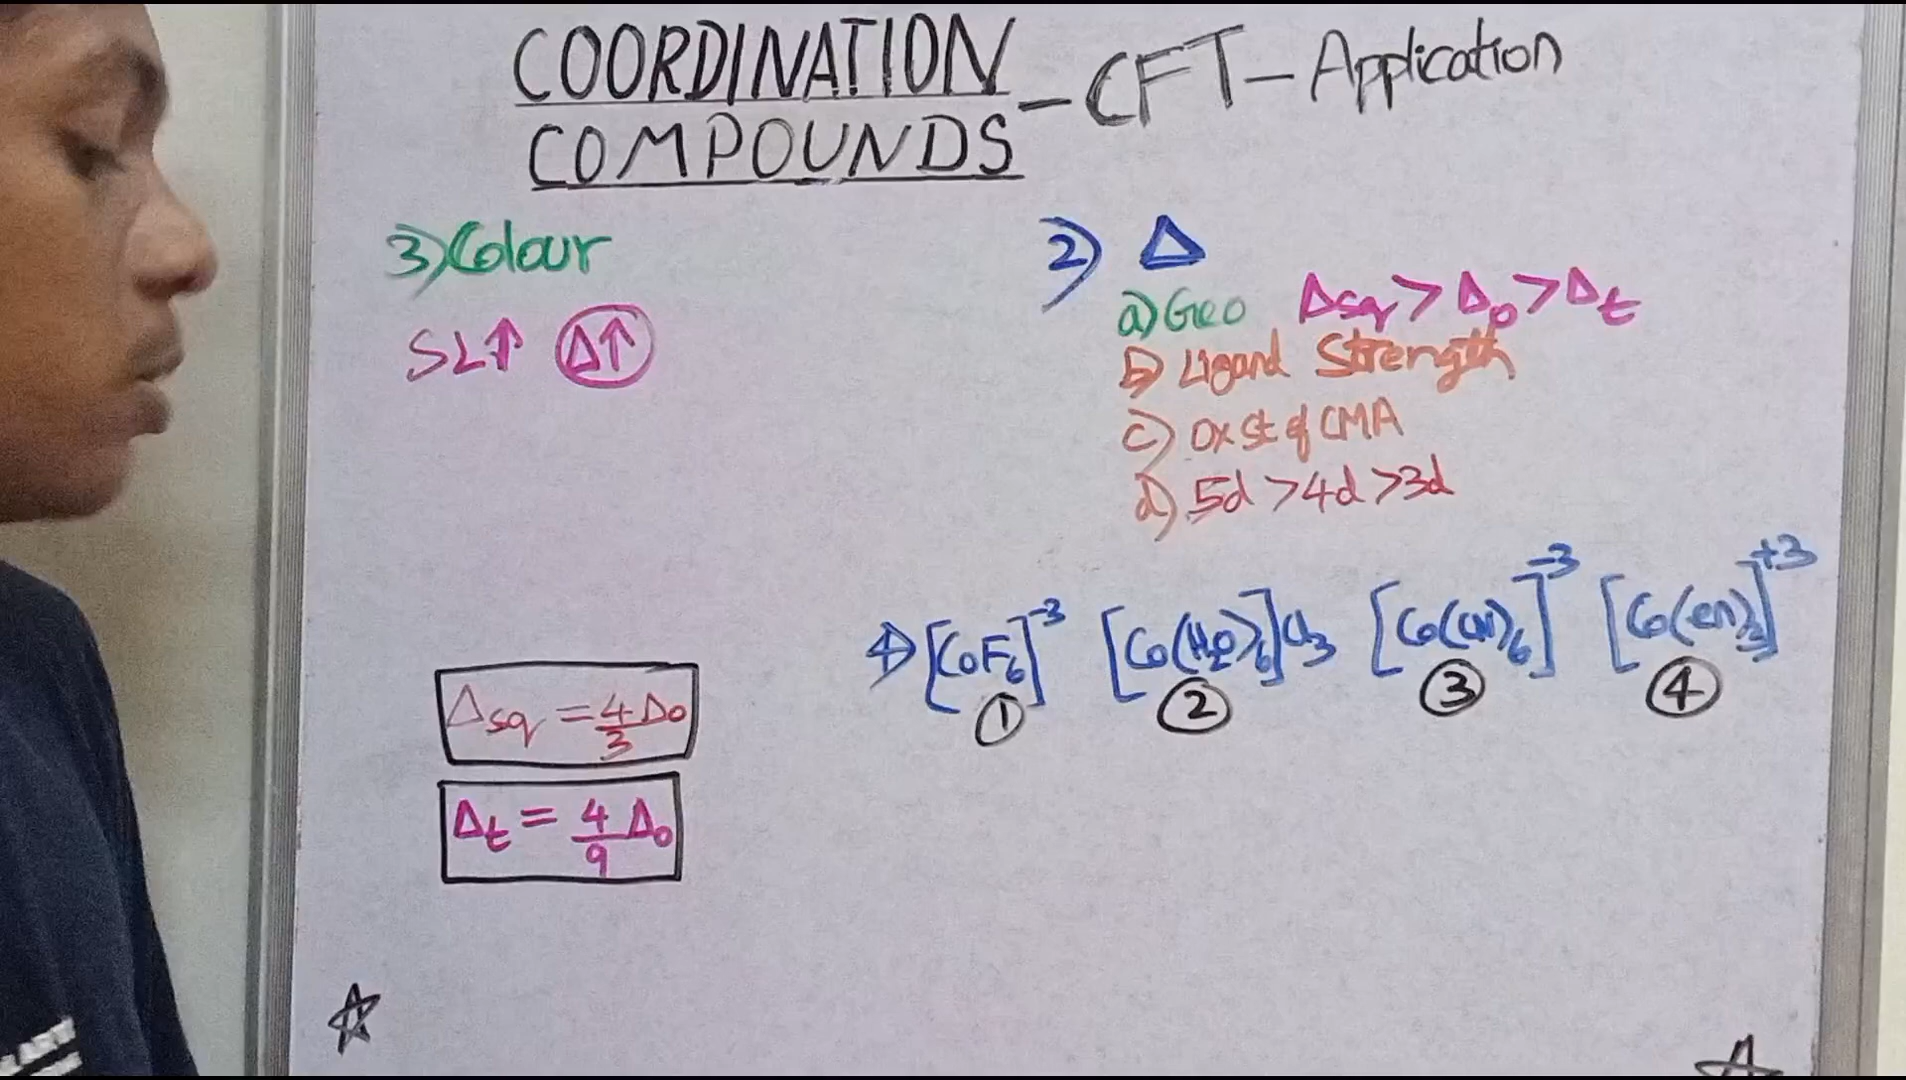 COORDINATION
COMPOUNDS - CFT - Application
3) Colour
SL↑ Δ↑
2) Δ
a) Geo Δsq > Δo > Δt
b) Ligand Strength
c) Ox St of CMA
d) 5d > 4d > 3d
4) [CoF6]-3 [Co(H2O)6]Cl3 [Co(CN)6]-3 [Co(en)3]+3
1 2 3 4
Δsq = 4/3 Δo
Δt = 4/9 Δo